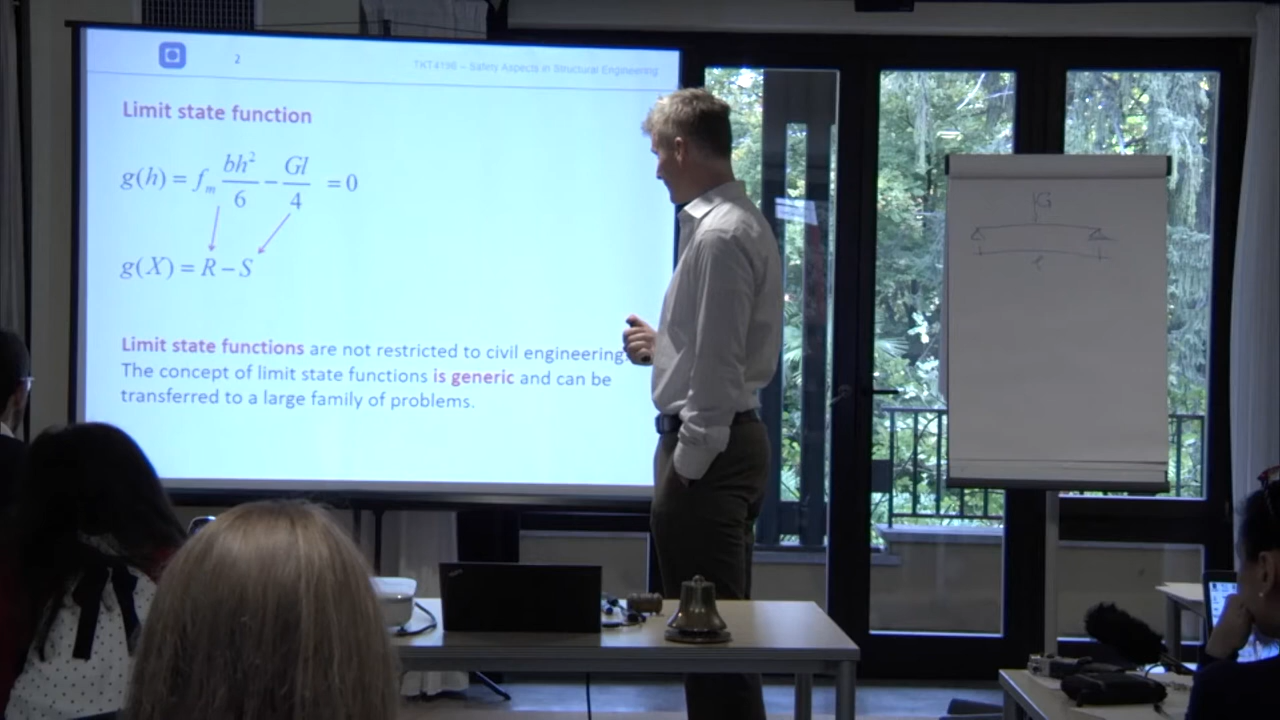 2
TKT4196 – Safety Aspects in Structural Engineering
Limit state function
g(h) = fₘ bh²/6 − Gl/4 = 0
g(X) = R − S
Limit state functions are not restricted to civil engineering
The concept of limit state functions is generic and can be
transferred to a large family of problems.
G
ℓ